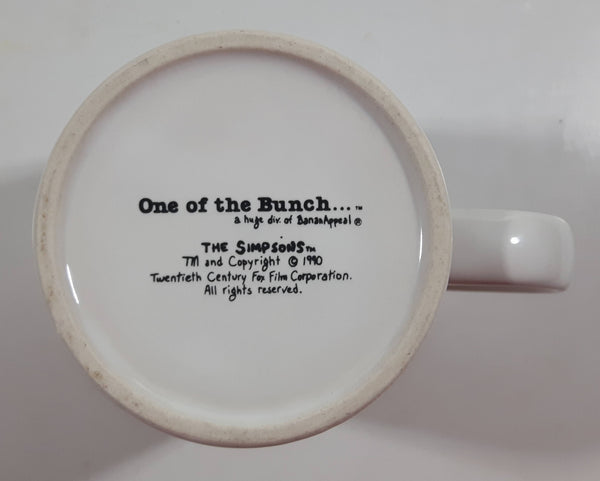 One of the Bunch...™
a huge div. of BananAppeal®
THE SIMPSONS™
TM and Copyright © 1990
Twentieth Century Fox Film Corporation.
All rights reserved.